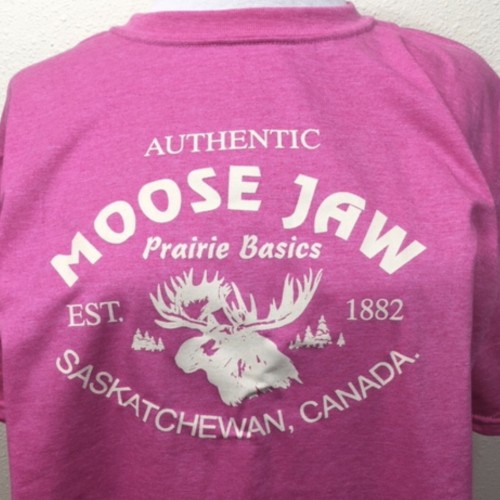 AUTHENTIC
MOOSE JAW
Prairie Basics
EST. 1882
SASKATCHEWAN, CANADA.